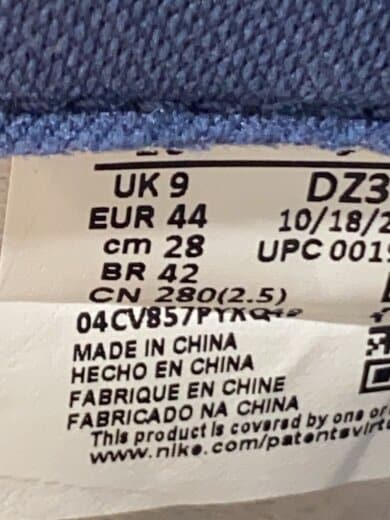 UK 9 DZ3
EUR 44 10/18/2
cm 28 UPC 001
BR 42
CN 280(2.5)
MADE IN CHINA
HECHO EN CHINA
FABRIQUE EN CHINE
FABRICADO NA CHINA
This product is covered by one or
www.nike.com/patents